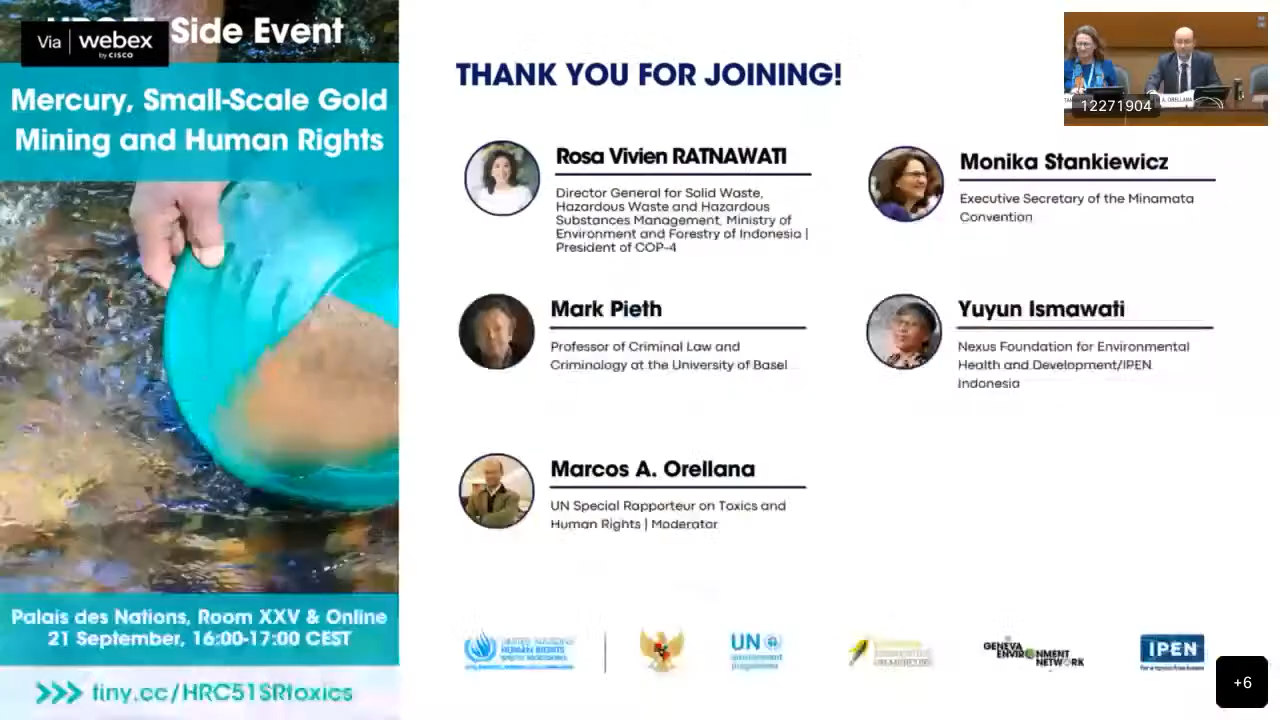 Side Event
Via webex
by CISCO
Mercury, Small-Scale Gold
Mining and Human Rights
Palais des Nations, Room XXV & Online
21 September, 16:00-17:00 CEST
>>> tiny.cc/HRC51SRtoxics
THANK YOU FOR JOINING!
Rosa Vivien RATNAWATI
Director General for Solid Waste,
Hazardous Waste and Hazardous
Substances Management, Ministry of
Environment and Forestry of Indonesia |
President of COP-4
Monika Stankiewicz
Executive Secretary of the Minamata
Convention
Mark Pieth
Professor of Criminal Law and
Criminology at the University of Basel
Yuyun Ismawati
Nexus Foundation for Environmental
Health and Development/IPEN
Indonesia
Marcos A. Orellana
UN Special Rapporteur on Toxics and
Human Rights | Moderator
UNITED NATIONS
HUMAN RIGHTS
UN
environment
programme
GENEVA
ENVIRONMENT
NETWORK
IPEN
A. ORELLANA
12271904
+6